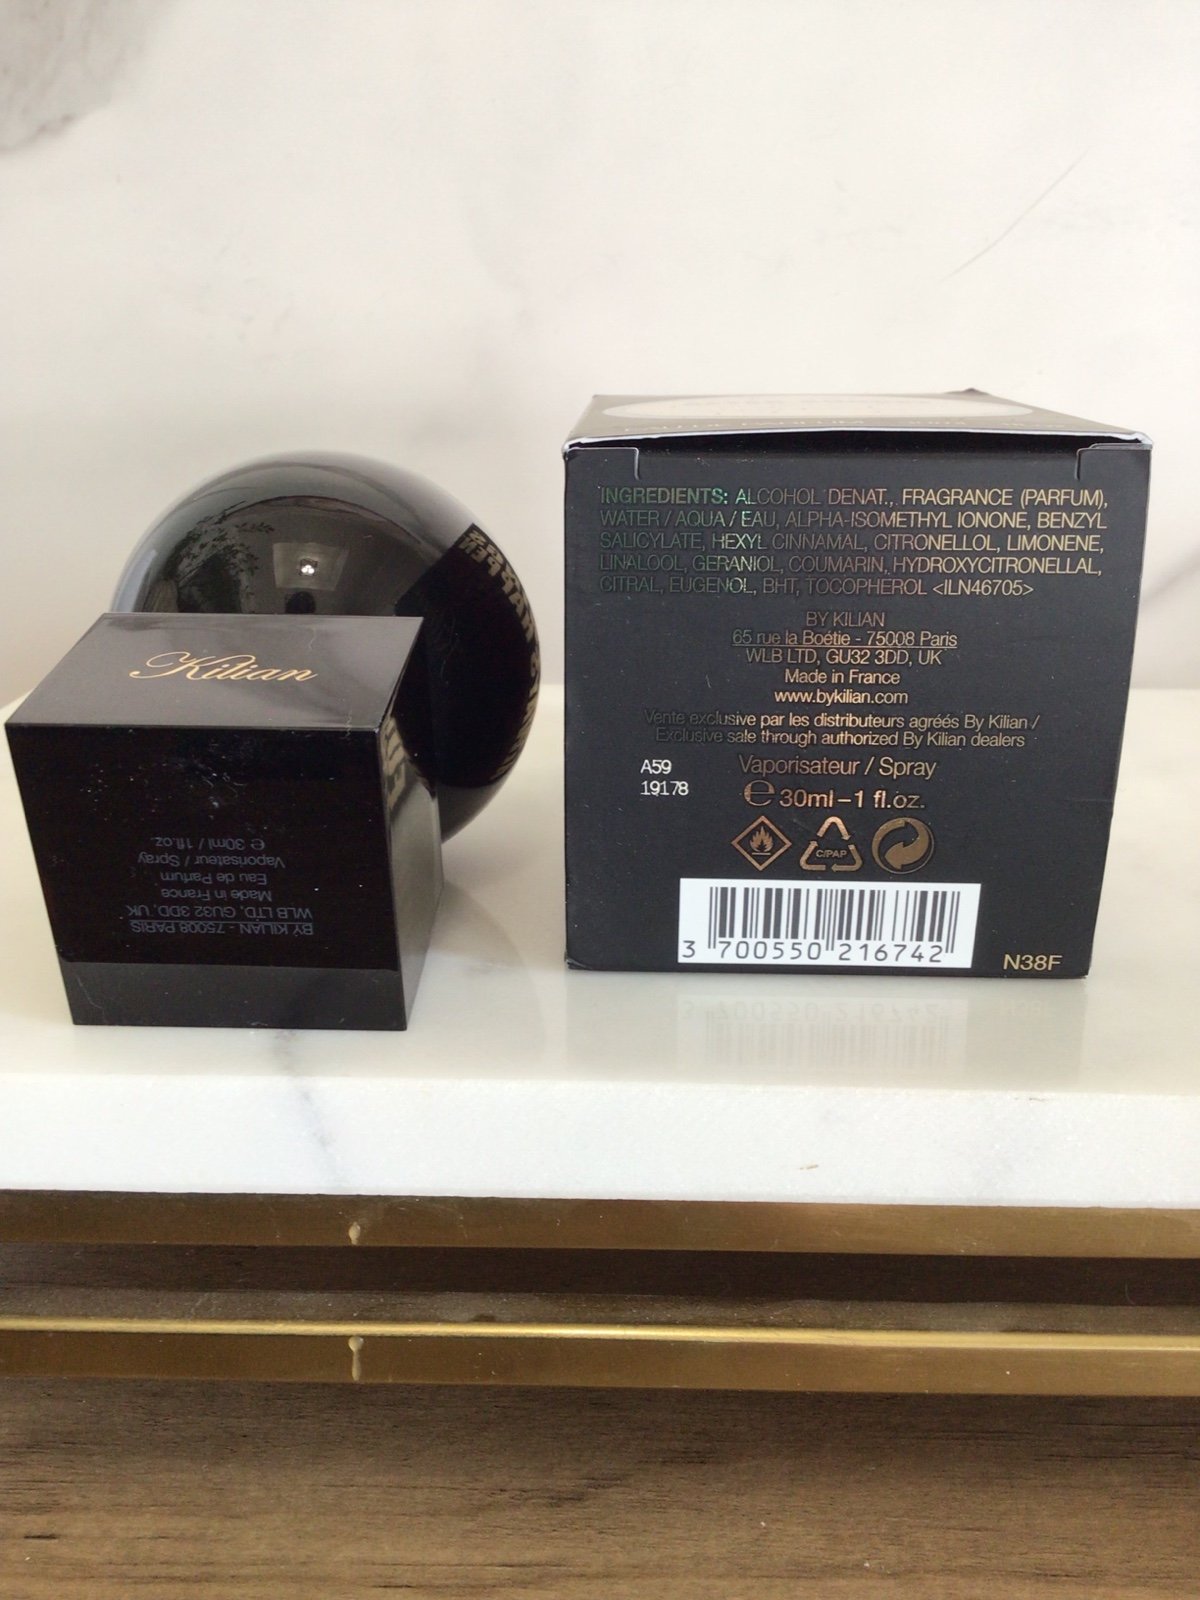 Kilian
BY KILIAN - 75008 PARIS
WLB LTD, GU32 3DD, UK
Made in France
Eau de Parfum
Vaporisateur / Spray
℮ 30ml / 1fl.oz.
INGREDIENTS: ALCOHOL DENAT., FRAGRANCE (PARFUM),
WATER / AQUA / EAU, ALPHA-ISOMETHYL IONONE, BENZYL
SALICYLATE, HEXYL CINNAMAL, CITRONELLOL, LIMONENE,
LINALOOL, GERANIOL, COUMARIN, HYDROXYCITRONELLAL,
CITRAL, EUGENOL, BHT, TOCOPHEROL <ILN46705>
BY KILIAN
65 rue la Boétie - 75008 Paris
WLB LTD, GU32 3DD, UK
Made in France
www.bykilian.com
Vente exclusive par les distributeurs agréés By Kilian /
Exclusive sale through authorized By Kilian dealers
A59
19178
Vaporisateur / Spray
℮ 30ml – 1 fl.oz.
C/PAP
3 700550 216742
N38F